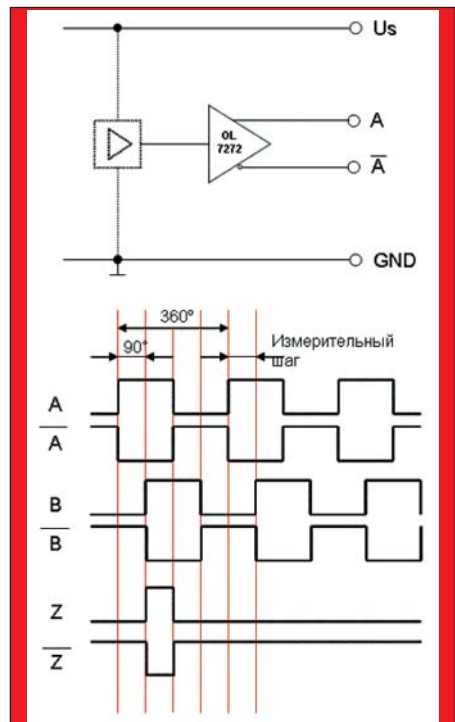 Us
OL
7272
A
A̅
GND
360°
90°
Измерительный
шаг
A
A̅
B
B̅
Z
Z̅